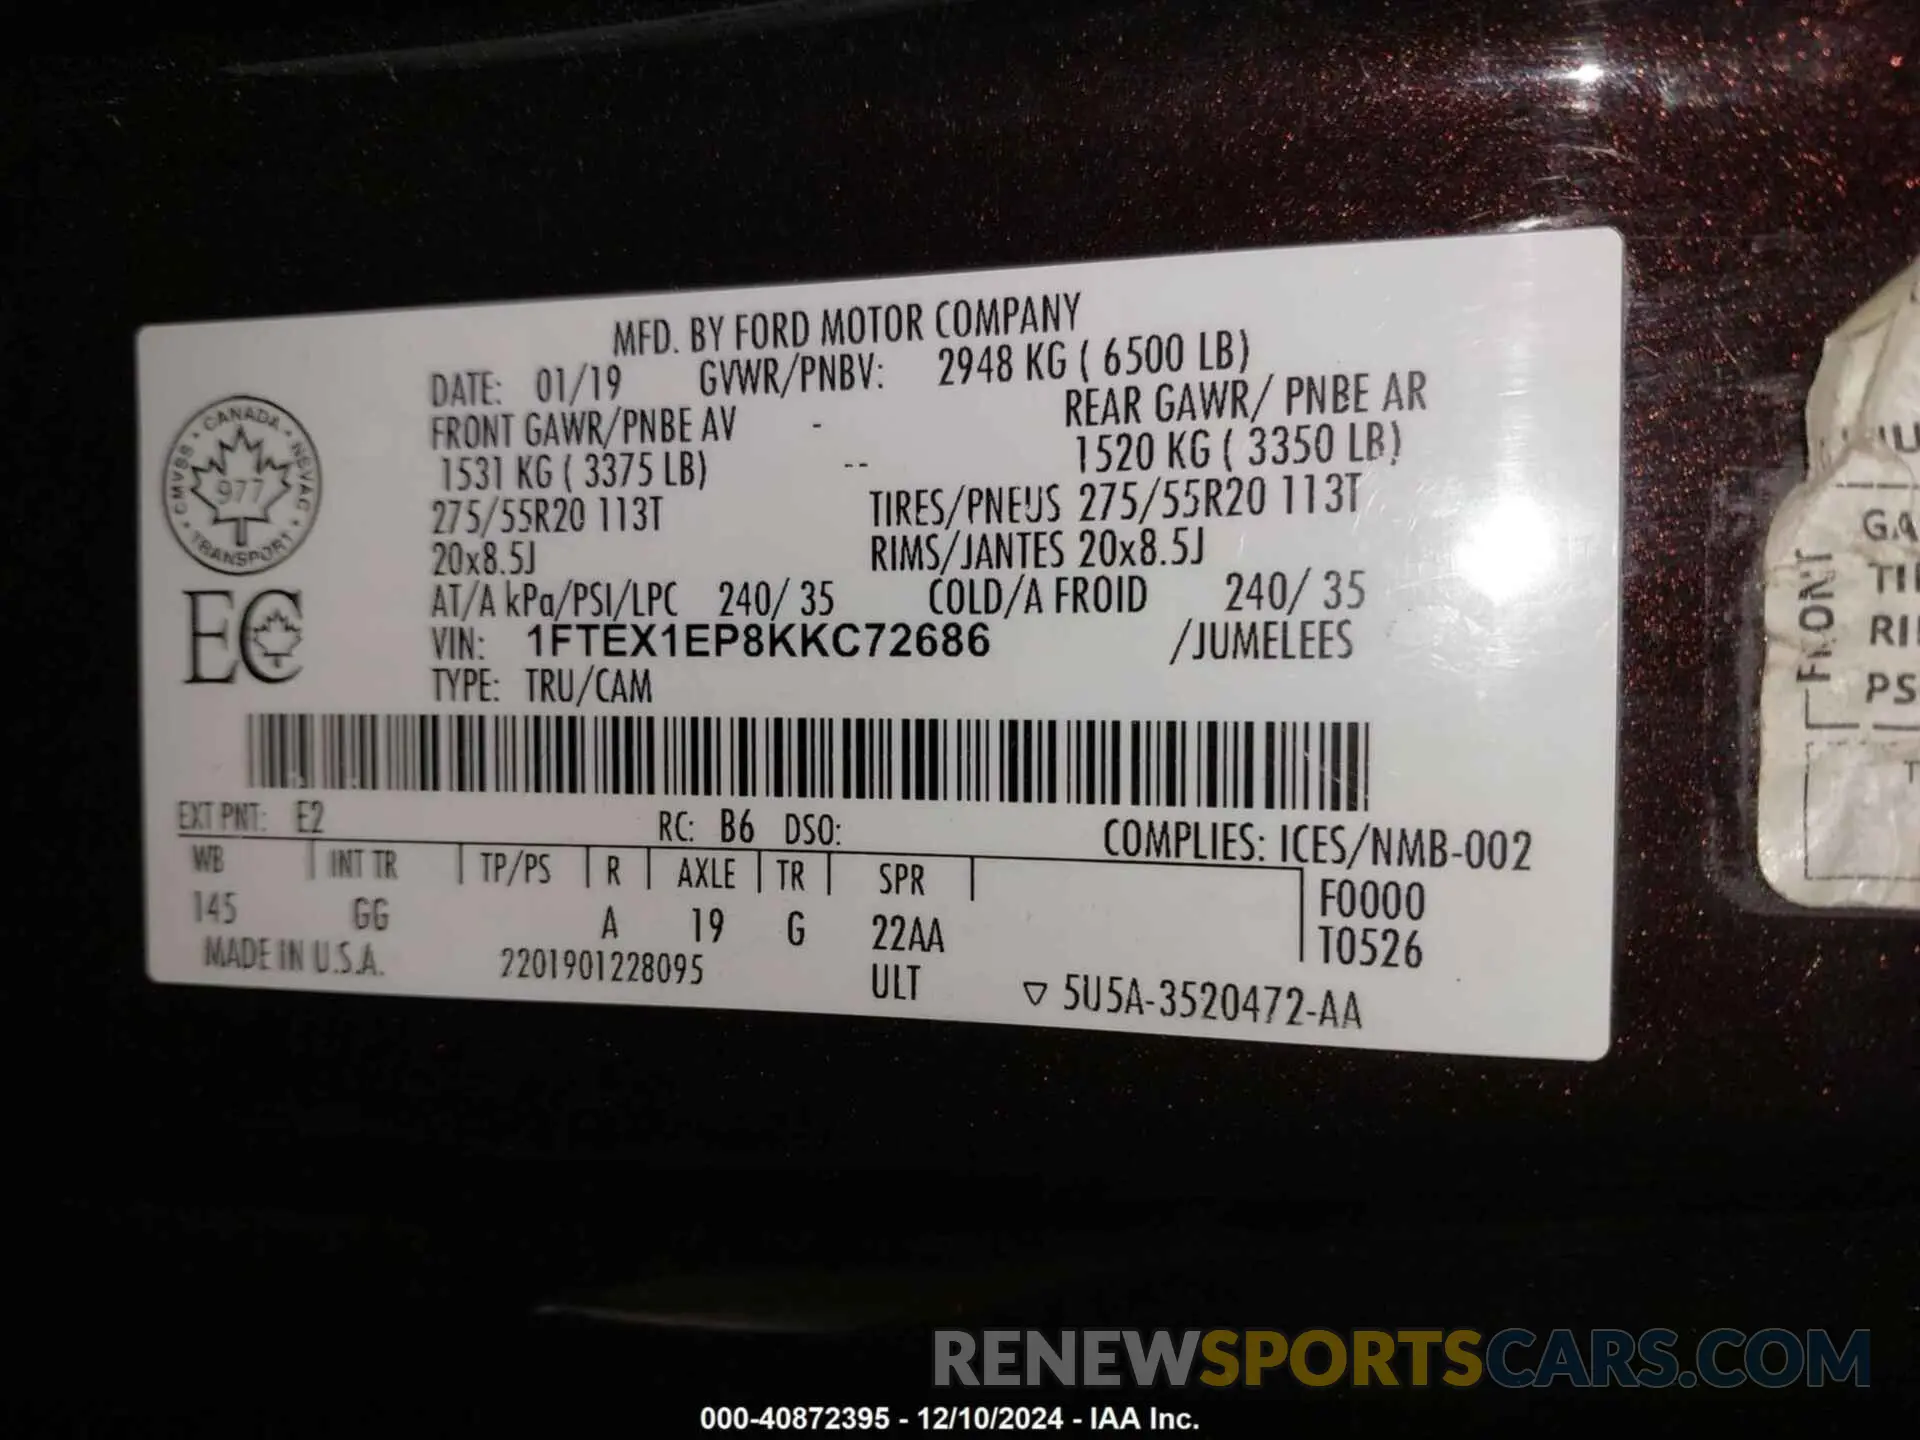 MFD. BY FORD MOTOR COMPANY
DATE: 01/19 GVWR/PNBV: 2948 KG ( 6500 LB)
FRONT GAWR/PNBE AV - REAR GAWR/ PNBE AR
1531 KG ( 3375 LB) -- 1520 KG ( 3350 LB)
275/55R20 113T TIRES/PNEUS 275/55R20 113T
20x8.5J RIMS/JANTES 20x8.5J
AT/A kPa/PSI/LPC 240/ 35 COLD/A FROID 240/ 35
VIN: 1FTEX1EP8KKC72686 /JUMELEES
TYPE: TRU/CAM
CANADA · NSVAC · TRANSPORT · CMVSS ·
977
EC
EXT PNT: E2 RC: B6 DSO: COMPLIES: ICES/NMB-002
WB | INT TR | TP/PS | R | AXLE | TR | SPR | F0000
145 GG A 19 G 22AA T0526
MADE IN U.S.A. 2201901228095 ULT ▽ 5U5A-3520472-AA
FRONT
GA
TI
RI
PS
T
RENEWSPORTSCARS.COM
000-40872395 - 12/10/2024 - IAA Inc.